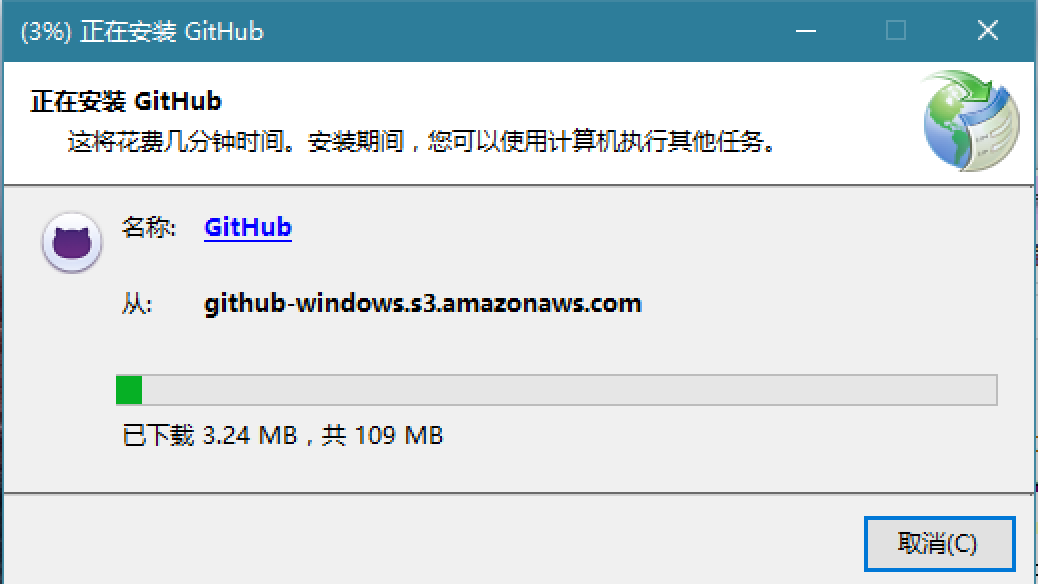 (3%) 正在安装 GitHub
正在安装 GitHub
这将花费几分钟时间。安装期间，您可以使用计算机执行其他任务。
名称: GitHub
从: github-windows.s3.amazonaws.com
已下载 3.24 MB，共 109 MB
取消(C)